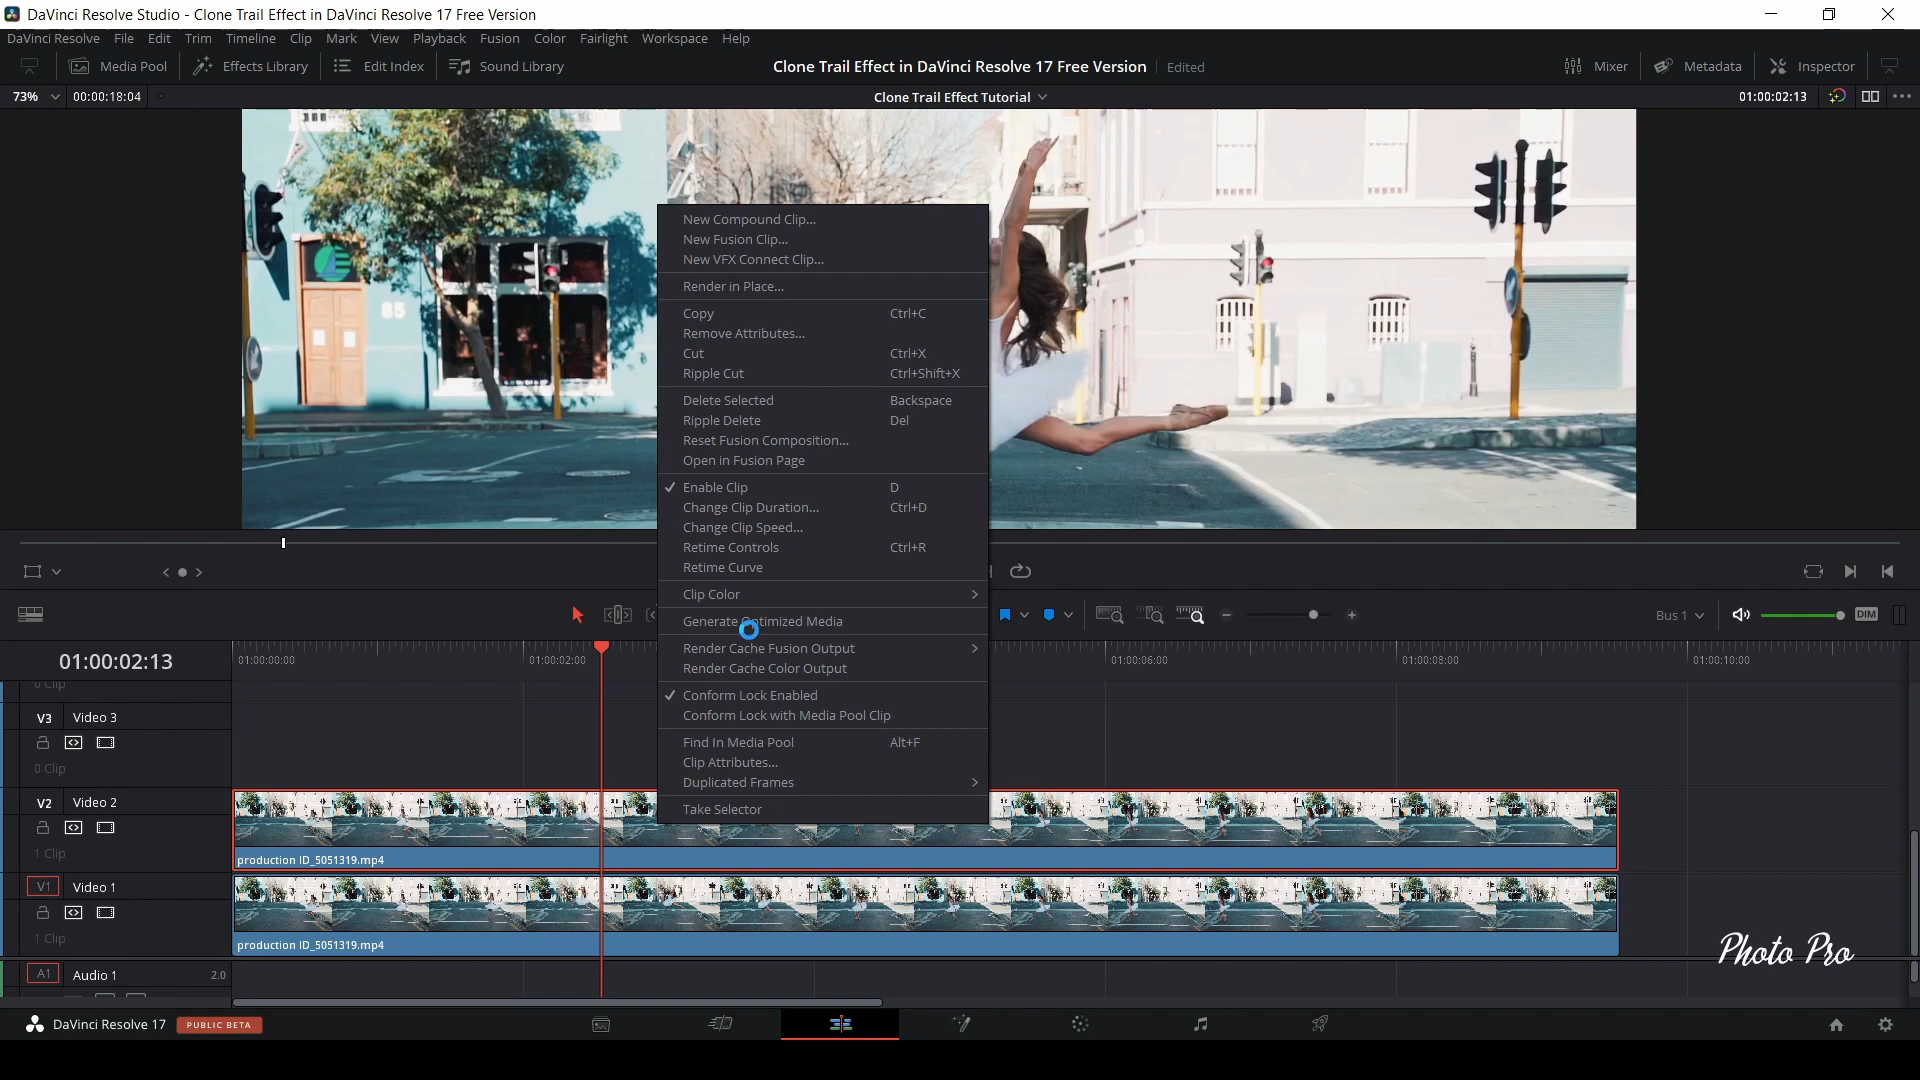 DaVinci Resolve Studio - Clone Trail Effect in DaVinci Resolve 17 Free Version
DaVinci Resolve File Edit Trim Timeline Clip Mark View Playback Fusion Color Fairlight Workspace Help
Media Pool Effects Library Edit Index Sound Library Clone Trail Effect in DaVinci Resolve 17 Free Version Edited Mixer Metadata Inspector
73% 00:00:18:04 Clone Trail Effect Tutorial 01:00:02:13
85
New Compound Clip...
New Fusion Clip...
New VFX Connect Clip...
Render in Place...
Copy Ctrl+C
Remove Attributes...
Cut Ctrl+X
Ripple Cut Ctrl+Shift+X
Delete Selected Backspace
Ripple Delete Del
Reset Fusion Composition...
Open in Fusion Page
Enable Clip D
Change Clip Duration... Ctrl+D
Change Clip Speed...
Retime Controls Ctrl+R
Retime Curve
Clip Color
Generate Optimized Media
Render Cache Fusion Output
Render Cache Color Output
Conform Lock Enabled
Conform Lock with Media Pool Clip
Find In Media Pool Alt+F
Clip Attributes...
Duplicated Frames
Take Selector
Bus 1 DIM
01:00:02:13 01:00:00:00 01:00:02:00 01:00:06:00 01:00:08:00 01:00:10:00
0 Clip
V3 Video 3
0 Clip
V2 Video 2
1 Clip
production ID_5051319.mp4
V1 Video 1
1 Clip
production ID_5051319.mp4
A1 Audio 1 2.0
Photo Pro
DaVinci Resolve 17 PUBLIC BETA